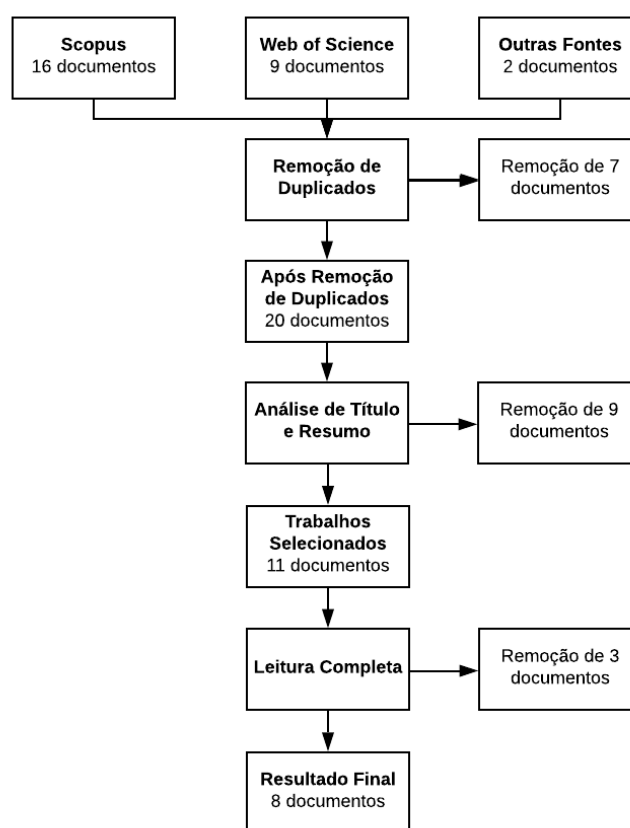 Scopus
16 documentos
Web of Science
9 documentos
Outras Fontes
2 documentos
Remoção de
Duplicados
Remoção de 7
documentos
Após Remoção
de Duplicados
20 documentos
Análise de Título
e Resumo
Remoção de 9
documentos
Trabalhos
Selecionados
11 documentos
Leitura Completa
Remoção de 3
documentos
Resultado Final
8 documentos